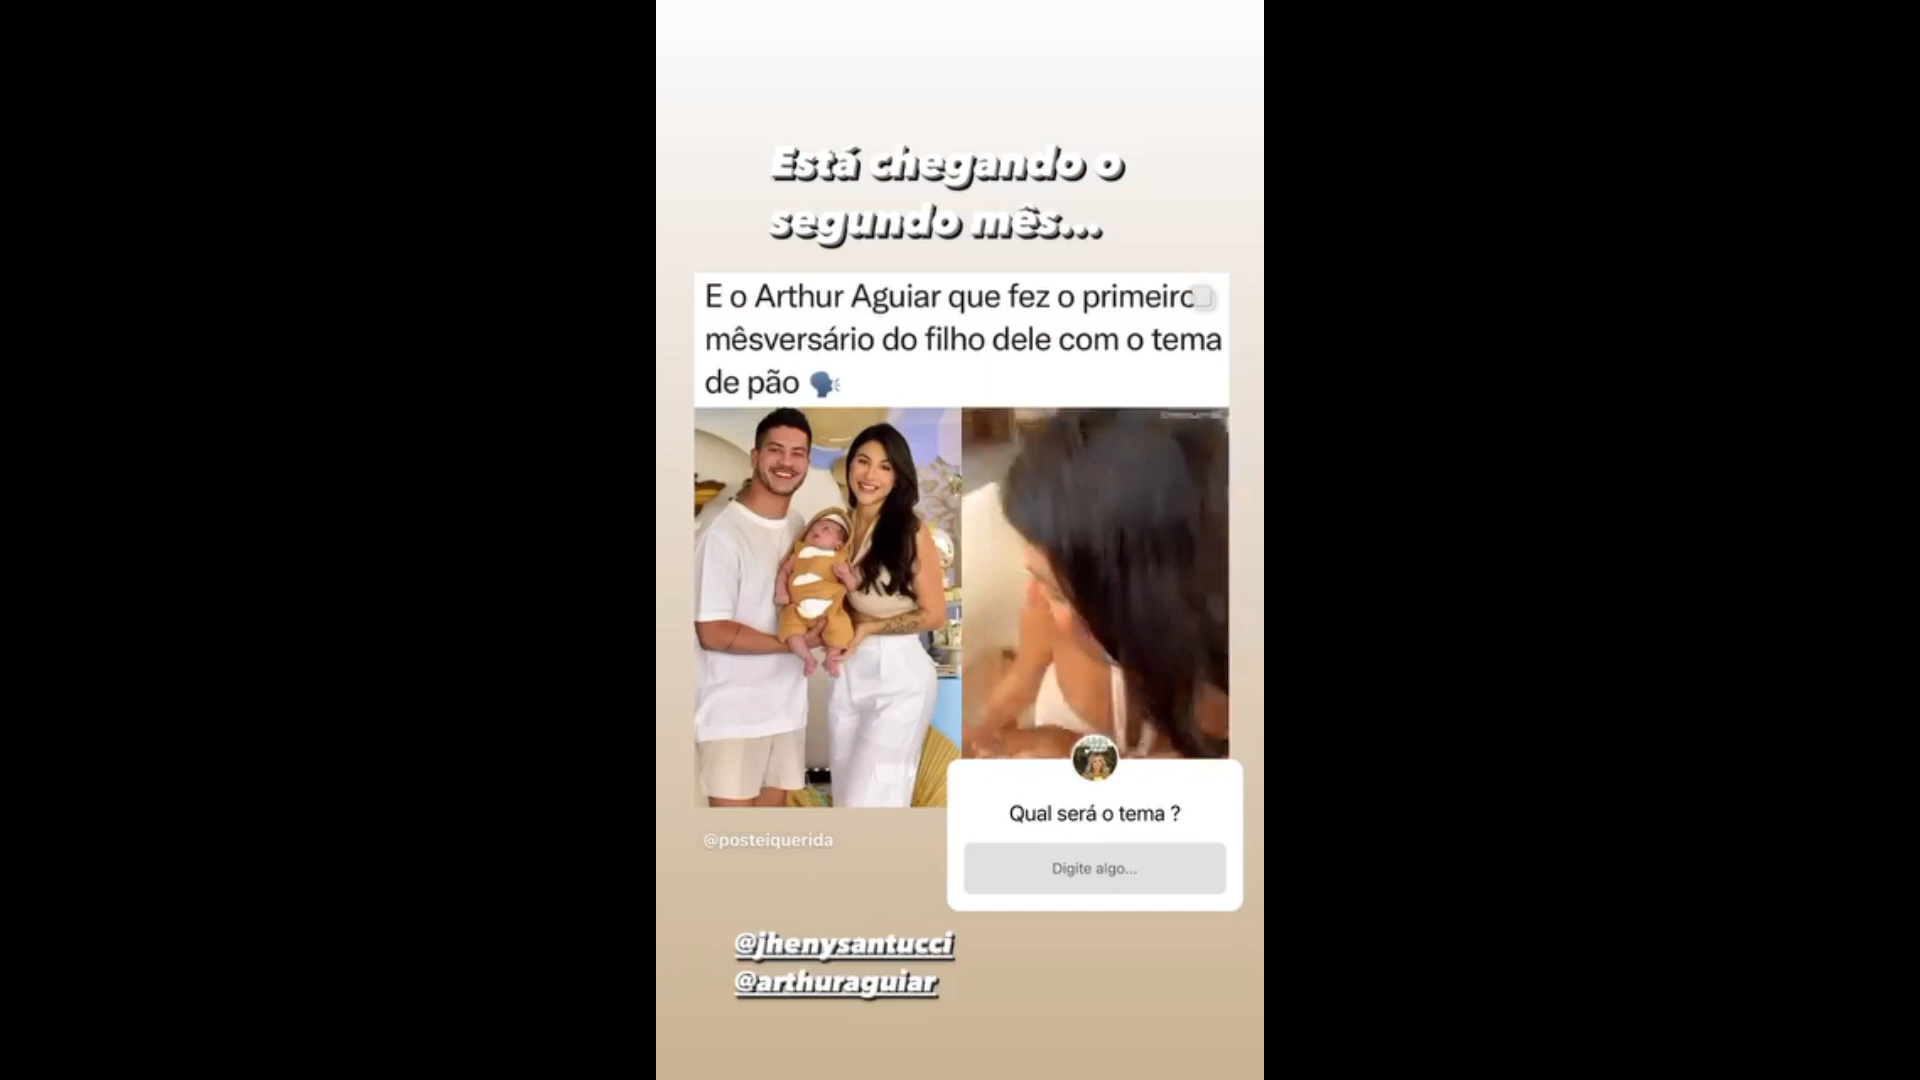 Está chegando o
segundo mês...
E o Arthur Aguiar que fez o primeiro
mêsversário do filho dele com o tema
de pão
@posteiquerida
Qual será o tema ?
Digite algo...
@jhenysantucci
@arthuraguiar